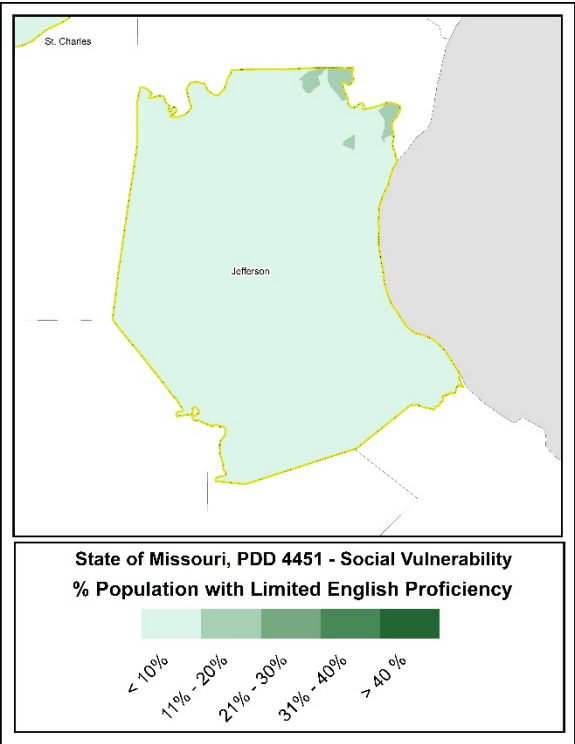 St. Charles
Jefferson
State of Missouri, PDD 4451 - Social Vulnerability
% Population with Limited English Proficiency
< 10%
11% - 20%
21% - 30%
31% - 40%
> 40 %